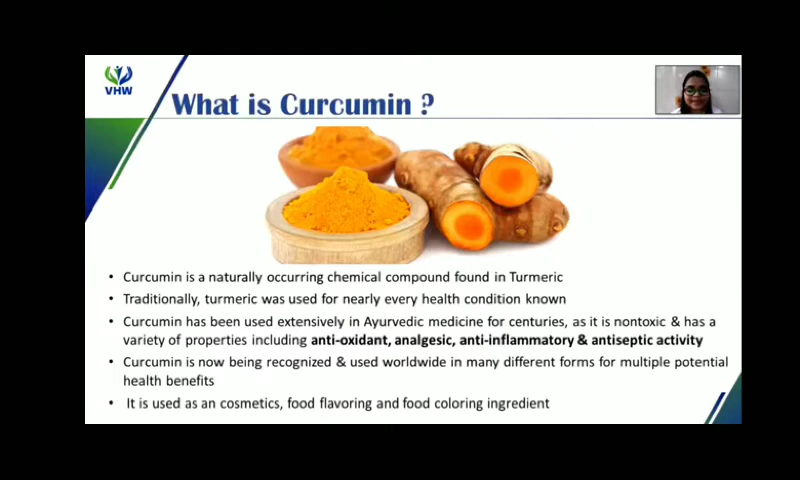 VHW
What is Curcumin ?
• Curcumin is a naturally occurring chemical compound found in Turmeric
• Traditionally, turmeric was used for nearly every health condition known
• Curcumin has been used extensively in Ayurvedic medicine for centuries, as it is nontoxic & has a
variety of properties including anti-oxidant, analgesic, anti-inflammatory & antiseptic activity
• Curcumin is now being recognized & used worldwide in many different forms for multiple potential
health benefits
• It is used as an cosmetics, food flavoring and food coloring ingredient